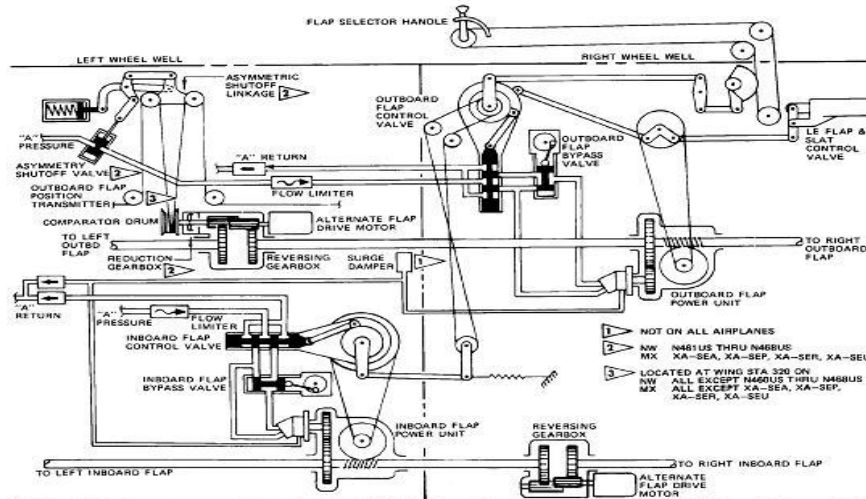 FLAP SELECTOR HANDLE
LEFT WHEEL WELL
RIGHT WHEEL WELL
ASYMMETRIC
SHUTOFF
LINKAGE 2
OUTBOARD
FLAP
CONTROL
VALVE
"A"
PRESSURE
"A" RETURN
OUTBOARD
FLAP
BYPASS
VALVE
LE FLAP &
SLAT
CONTROL
VALVE
ASYMMETRY
SHUTOFF VALVE 2
FLOW LIMITER
OUTBOARD FLAP
POSITION
TRANSMITTER 3
COMPARATOR DRUM
ALTERNATE FLAP
DRIVE MOTOR
TO LEFT
OUTBD
FLAP
REDUCTION
GEARBOX 2
REVERSING
GEARBOX
SURGE
DAMPER 1
TO RIGHT
OUTBOARD
FLAP
OUTBOARD FLAP
POWER UNIT
"A"
RETURN
"A"
PRESSURE
FLOW
LIMITER
INBOARD FLAP
CONTROL VALVE
INBOARD FLAP
BYPASS VALVE
1 NOT ON ALL AIRPLANES
2 NW N461US THRU N468US
MX XA-SEA, XA-SEP, XA-SER, XA-SEU
3 LOCATED AT WING STA 320 ON
NW ALL EXCEPT N460US THRU N468US
MX ALL EXCEPT XA-SEA, XA-SEP,
XA-SER, XA-SEU
INBOARD FLAP
POWER UNIT
REVERSING
GEARBOX
TO LEFT INBOARD FLAP
TO RIGHT INBOARD FLAP
ALTERNATE
FLAP DRIVE
MOTOR